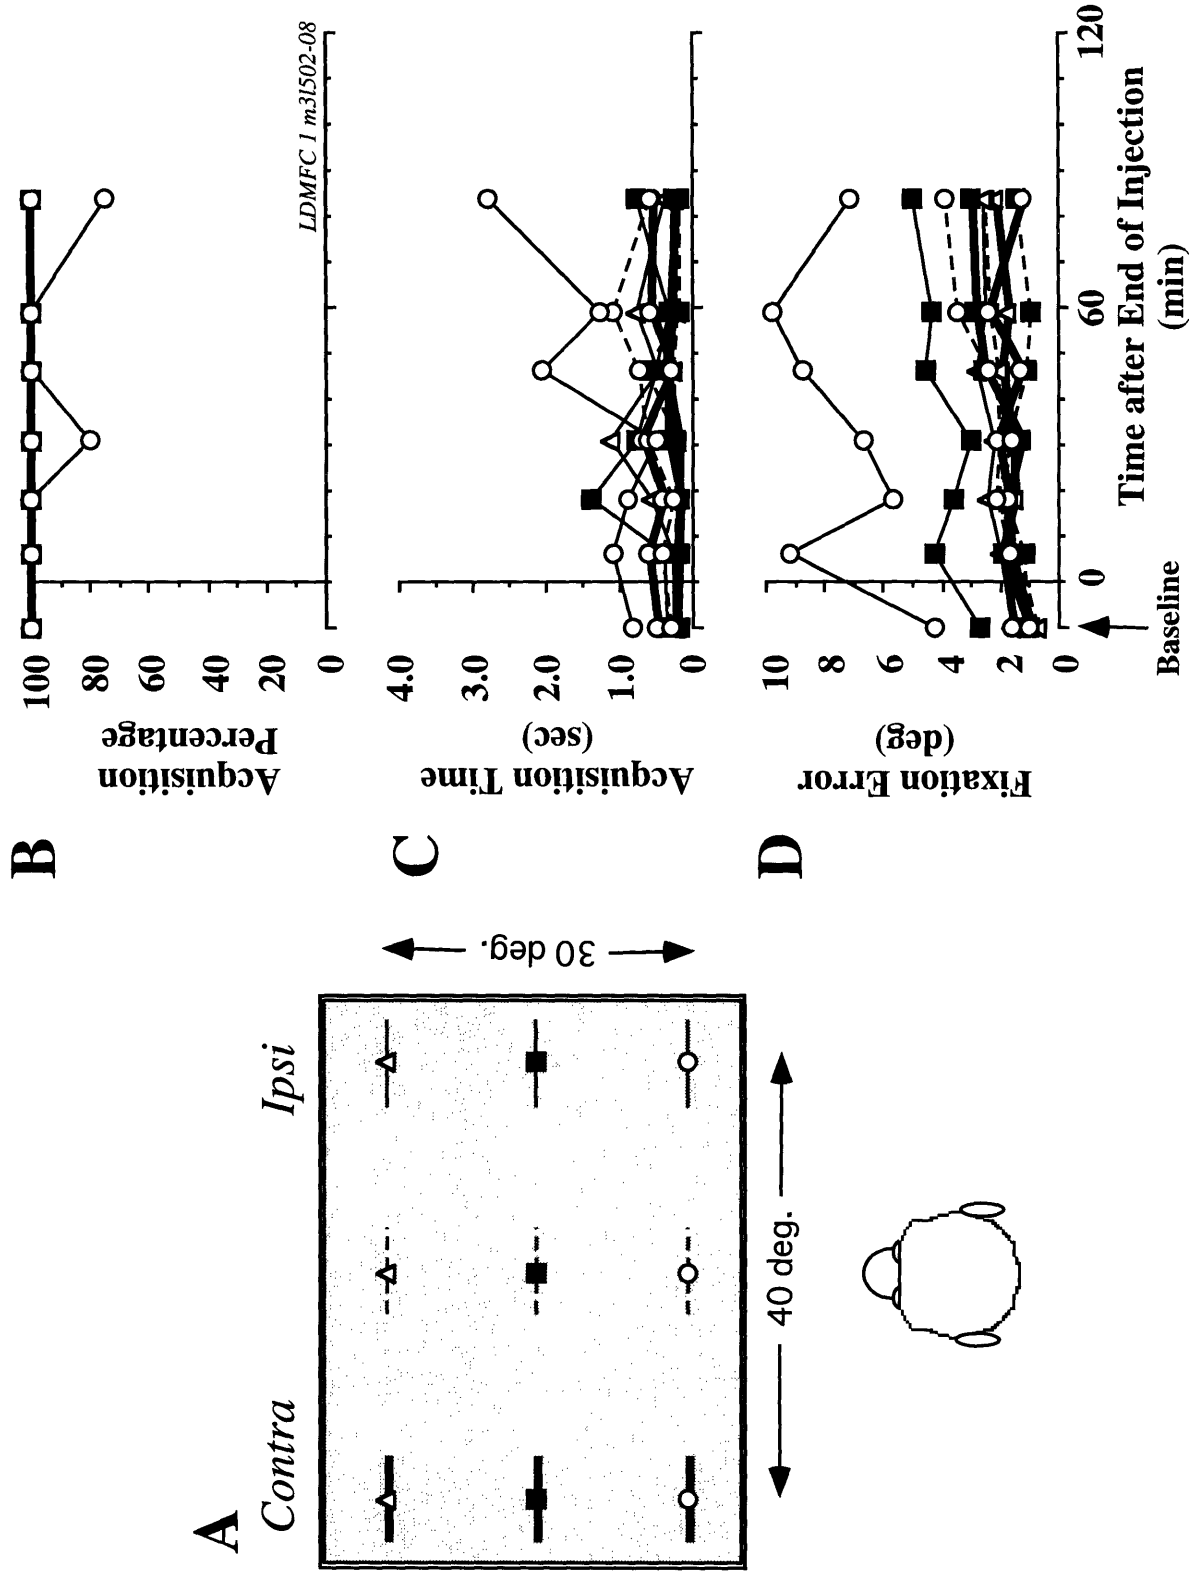 A
Contra
Ipsi
30 deg.
40 deg.
B
Acquisition
Percentage
100
80
60
40
20
0
LDMFC 1 m31502-08
C
Acquisition Time
(sec)
4.0
3.0
2.0
1.0
0
D
Fixation Error
(deg)
10
8
6
4
2
0
0
60
120
Baseline
Time after End of Injection
(min)